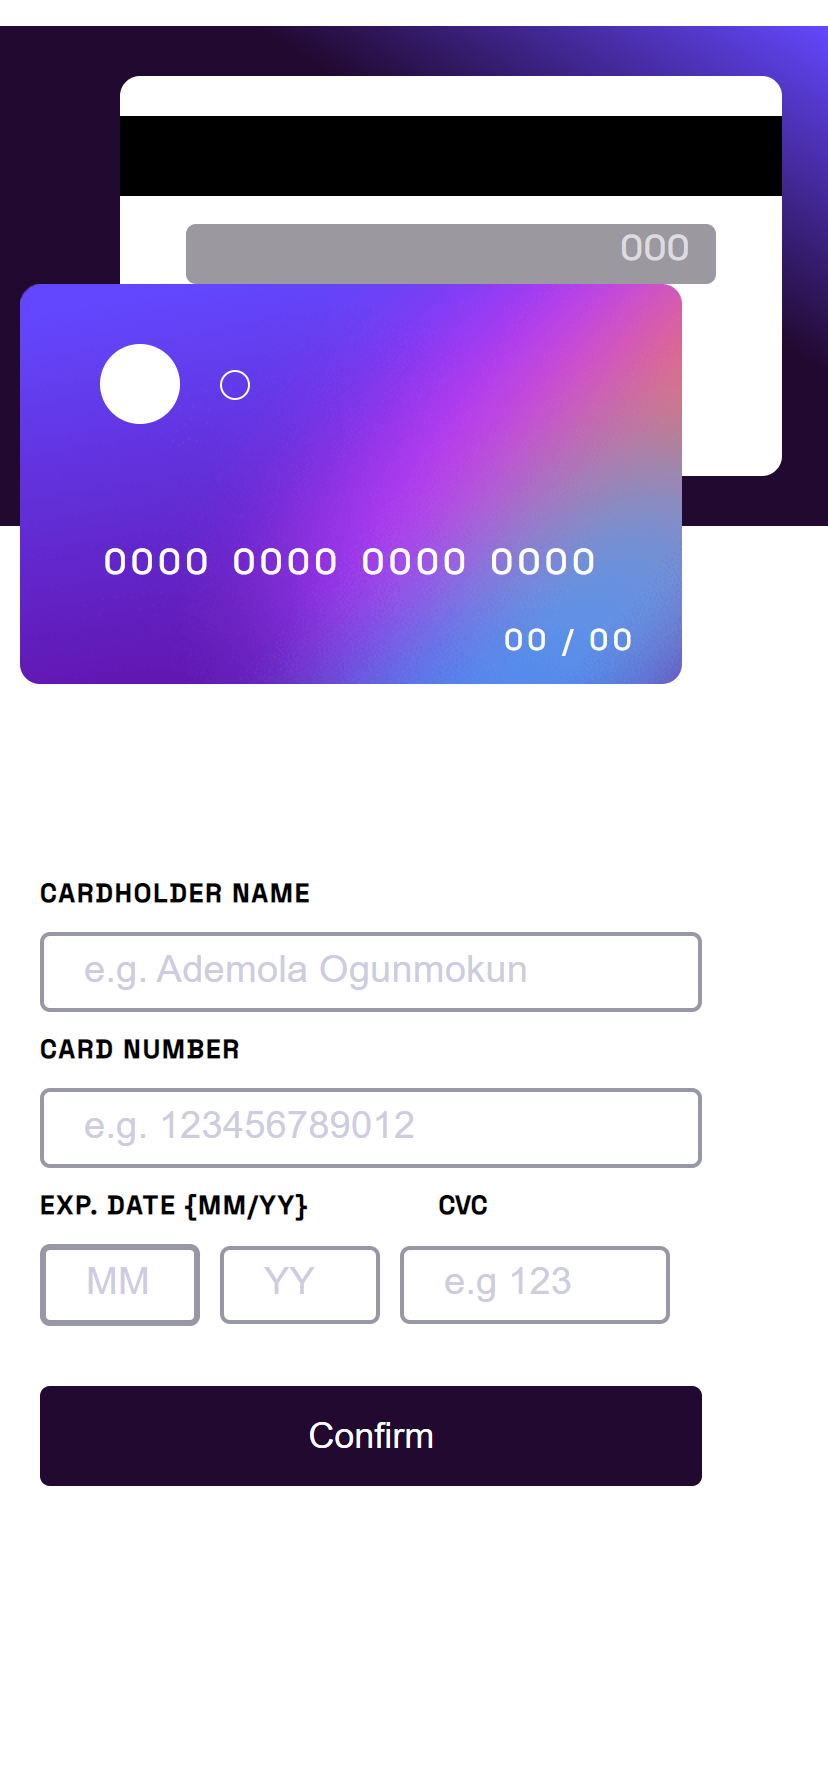 000
0000 0000 0000 0000
00 / 00
CARDHOLDER NAME
e.g. Ademola Ogunmokun
CARD NUMBER
e.g. 123456789012
EXP. DATE {MM/YY} CVC
MM YY e.g 123
Confirm